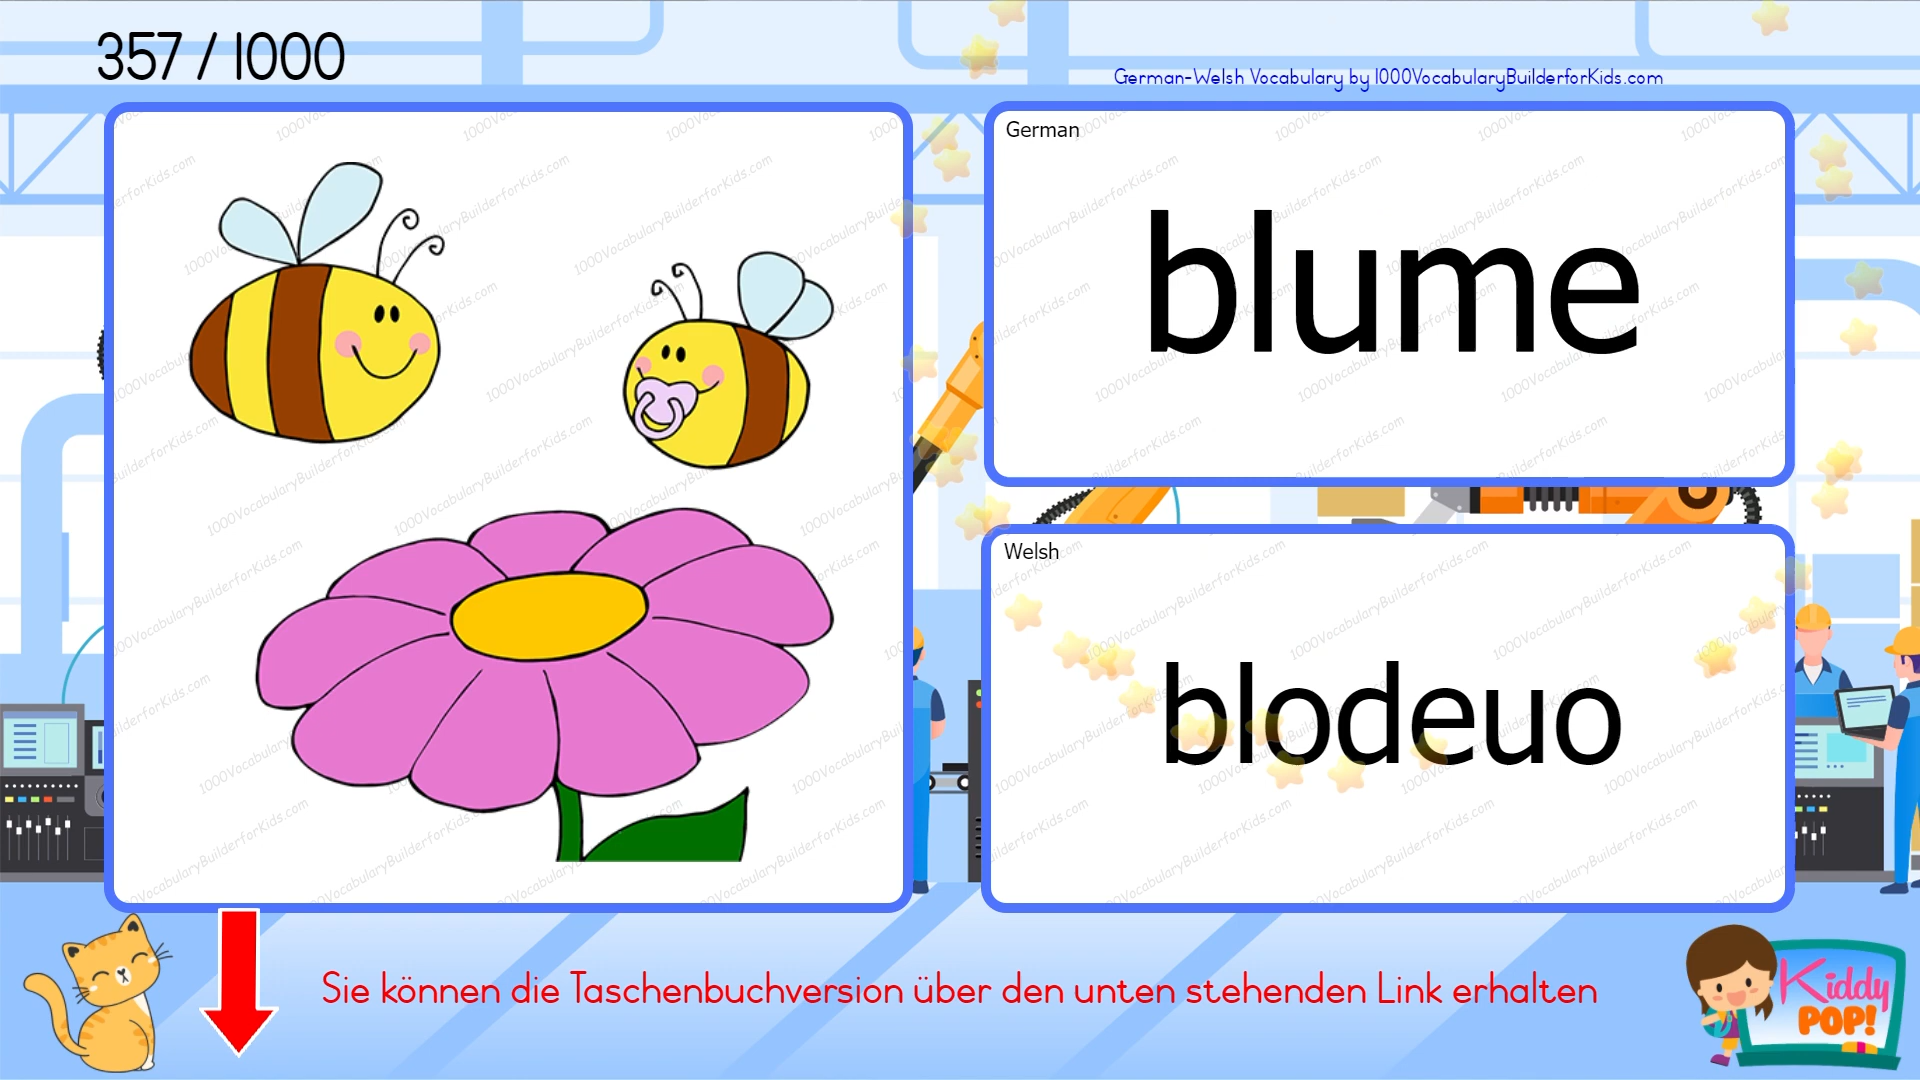 357 / 1000
German-Welsh Vocabulary by 1000VocabularyBuilderforKids.com
German
blume
Welsh
blodeuo
Sie können die Taschenbuchversion über den unten stehenden Link erhalten
Kiddy
POP!